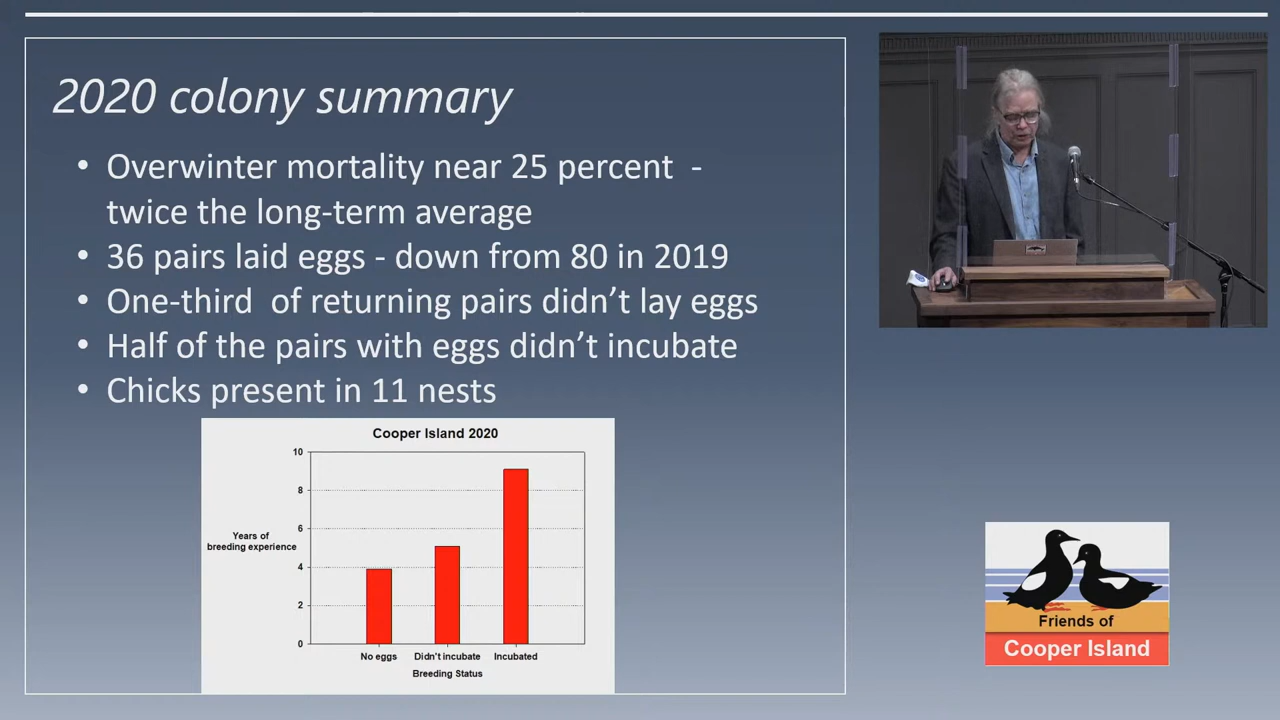 2020 colony summary
• Overwinter mortality near 25 percent -
twice the long-term average
• 36 pairs laid eggs - down from 80 in 2019
• One-third of returning pairs didn't lay eggs
• Half of the pairs with eggs didn't incubate
• Chicks present in 11 nests
Cooper Island 2020
10
8
6
4
2
0
Years of
breeding experience
No eggs Didn't incubate Incubated
Breeding Status
Friends of
Cooper Island